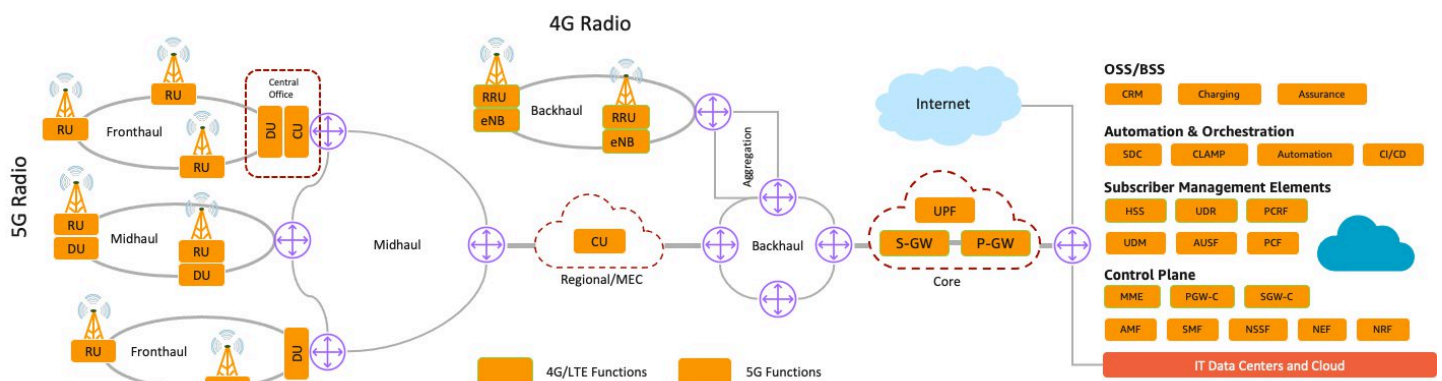 4G Radio
5G Radio
RU
RU
RU
RU
Fronthaul
Central
Office
DU
CU
RU
DU
RU
DU
Midhaul
RU
Fronthaul
DU
Midhaul
RRU
eNB
Backhaul
RRU
eNB
Aggregation
CU
Regional/MEC
Backhaul
Internet
UPF
S-GW
P-GW
Core
4G/LTE Functions
5G Functions
OSS/BSS
CRM
Charging
Assurance
Automation & Orchestration
SDC
CLAMP
Automation
CI/CD
Subscriber Management Elements
HSS
UDR
PCRF
UDM
AUSF
PCF
Control Plane
MME
PGW-C
SGW-C
AMF
SMF
NSSF
NEF
NRF
IT Data Centers and Cloud